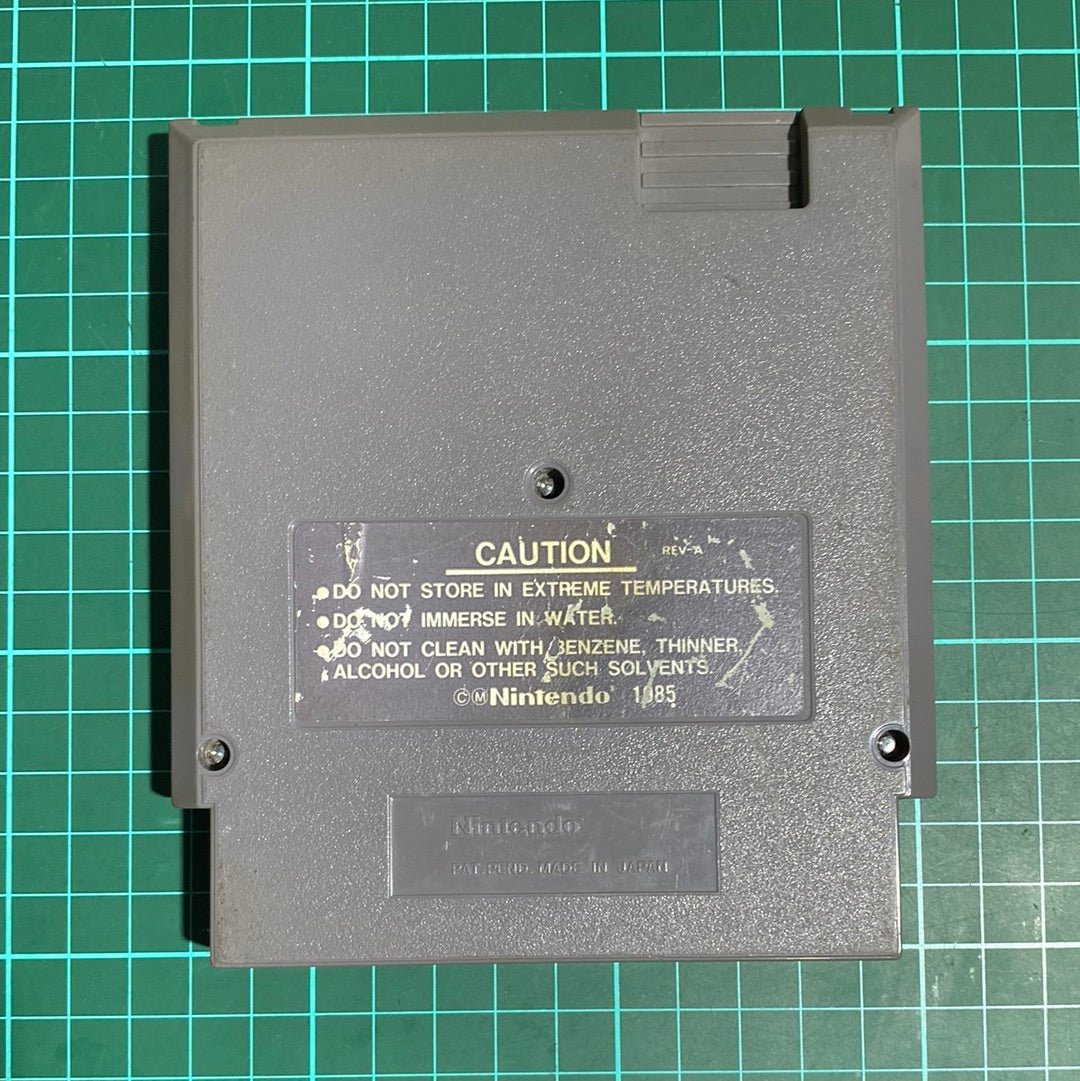 CAUTION REV-A
●DO NOT STORE IN EXTREME TEMPERATURES.
●DO NOT IMMERSE IN WATER.
●DO NOT CLEAN WITH BENZENE, THINNER,
ALCOHOL OR OTHER SUCH SOLVENTS.
ⒸⓂNintendo® 1985
Nintendo®
PAT. PEND. MADE IN JAPAN